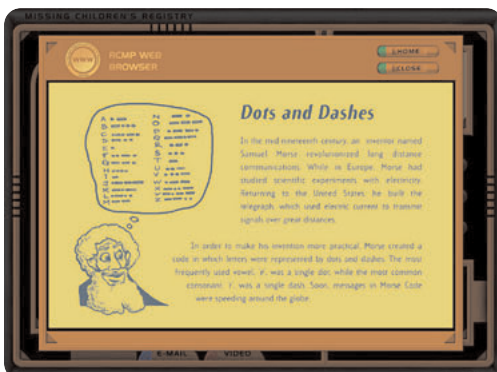 MISSING CHILDREN'S REGISTRY
WWW
RCMP WEB
BROWSER
HOME
CLOSE
Dots and Dashes
In the mid-nineteenth century, an inventor named
Samuel Morse revolutionized long distance
communications. While in Europe, Morse had
studied scientific experiments with electricity.
Returning to the United States, he built the
telegraph, which used electric current to transmit
signals over great distances.
In order to make his invention more practical, Morse created a
code in which letters were represented by dots and dashes. The most
frequently used vowel, 'e', was a single dot, while the most common
consonant, 't', was a single dash. Soon, messages in Morse Code
were speeding around the globe.
E-MAIL
VIDEO